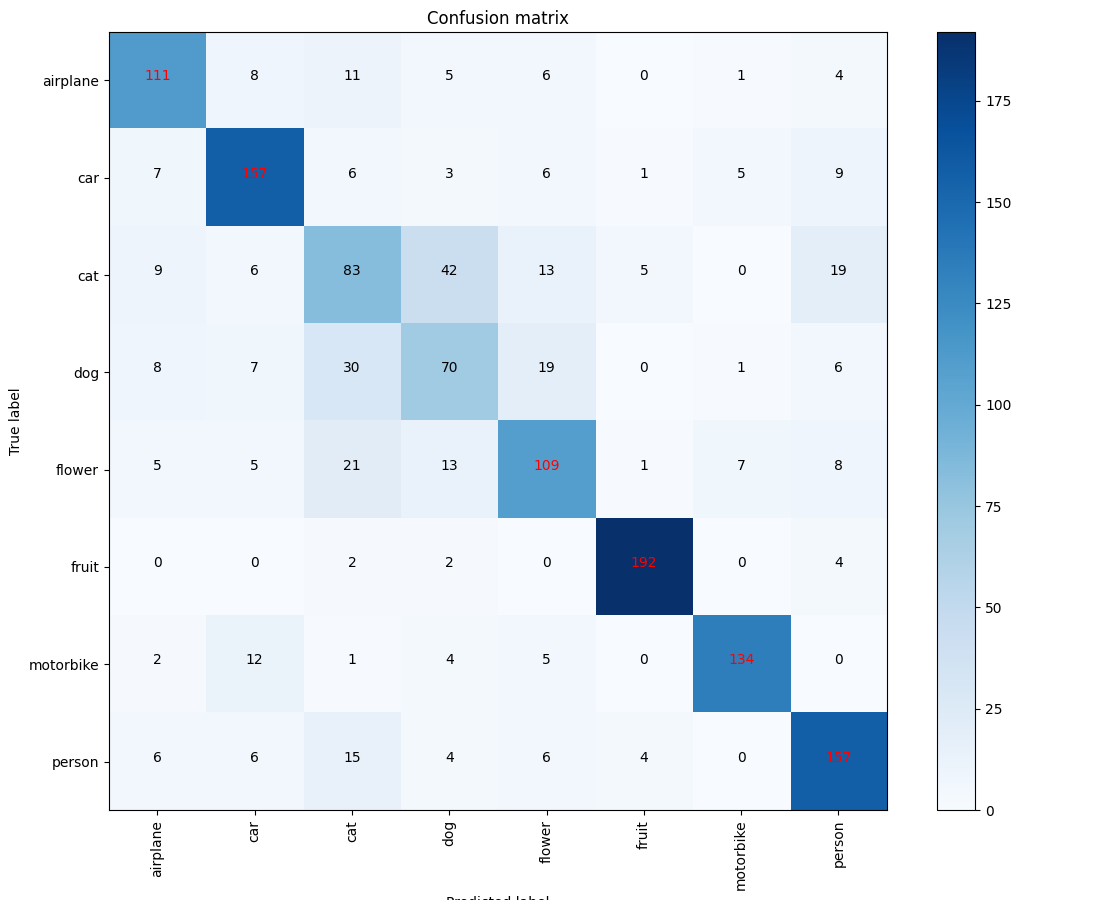 Confusion matrix
airplane 111 8 11 5 6 0 1 4
car 7 157 6 3 6 1 5 9
cat 9 6 83 42 13 5 0 19
dog 8 7 30 70 19 0 1 6
flower 5 5 21 13 109 1 7 8
fruit 0 0 2 2 0 192 0 4
motorbike 2 12 1 4 5 0 134 0
person 6 6 15 4 6 4 0 157
True label
airplane car cat dog flower fruit motorbike person
Predicted label
175
150
125
100
75
50
25
0